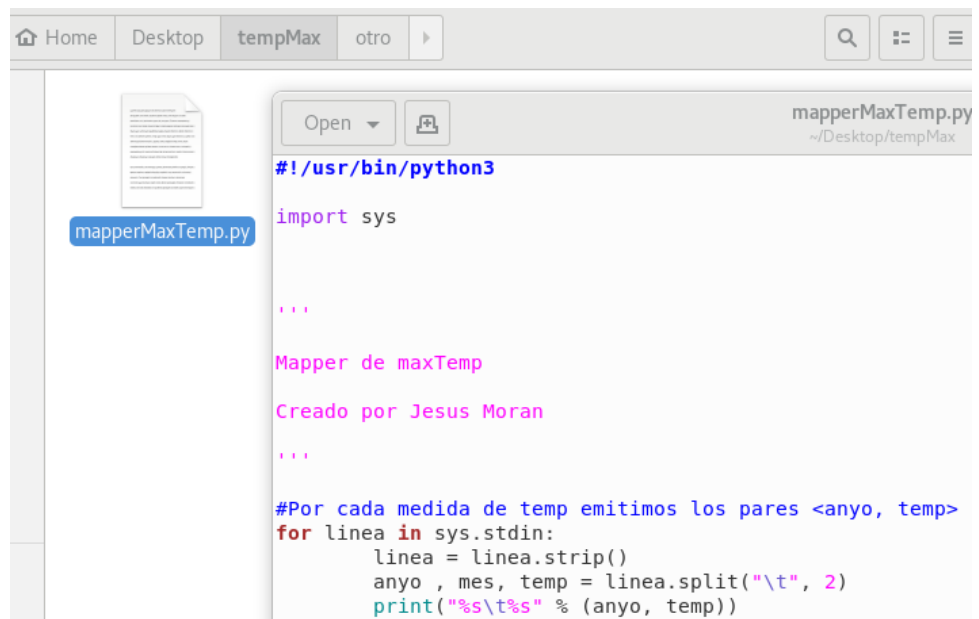 Home Desktop tempMax otro
mapperMaxTemp.py
Open
mapperMaxTemp.py
~/Desktop/tempMax
#!/usr/bin/python3
import sys
'''
Mapper de maxTemp
Creado por Jesus Moran
'''
#Por cada medida de temp emitimos los pares <anyo, temp>
for linea in sys.stdin:
        linea = linea.strip()
        anyo , mes, temp = linea.split("\t", 2)
        print("%s\t%s" % (anyo, temp))